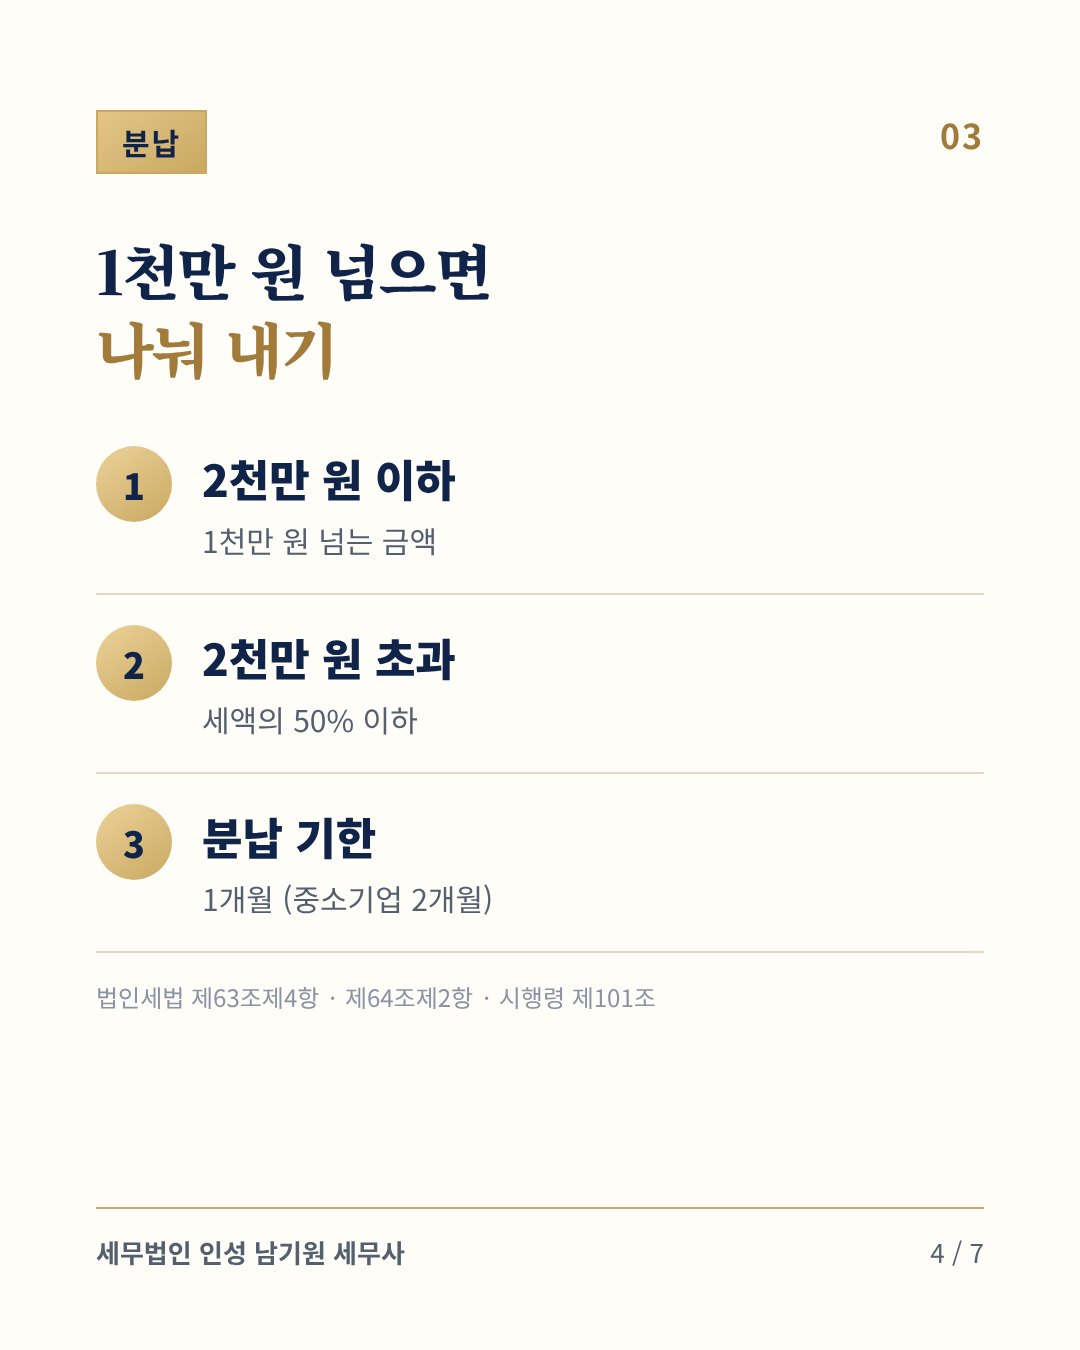 분납
03
1천만 원 넘으면
나눠 내기
1
2천만 원 이하
1천만 원 넘는 금액
2
2천만 원 초과
세액의 50% 이하
3
분납 기한
1개월 (중소기업 2개월)
법인세법 제63조제4항 · 제64조제2항 · 시행령 제101조
세무법인 인성 남기원 세무사
4 / 7